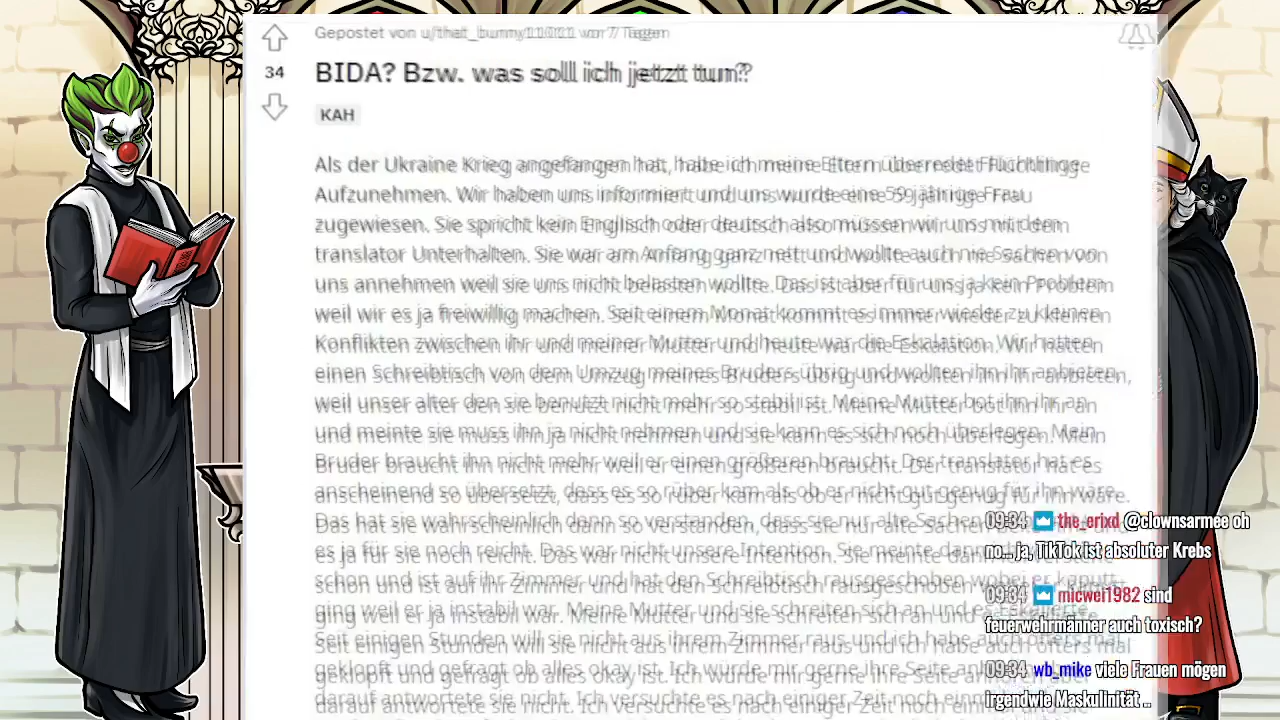 Gepostet von u/that_bunny11011 vor 7 Tagen
34
BIDA? Bzw. was soll ich jetzt tun?
KAH
Als der Ukraine Krieg angefangen hat, habe ich meine Eltern überredet Flüchtlinge
Aufzunehmen. Wir haben uns informiert und uns wurde eine 59 jährige Frau
zugewiesen. Sie spricht kein Englisch oder deutsch also müssen wir uns mit dem
translator Unterhalten. Sie war am Anfang ganz nett und wollte auch nie Sachen von
uns annehmen weil sie uns nicht belasten wollte. Das ist aber für uns ja kein Problem
weil wir es ja freiwillig machen. Seit einem Monat kommt es immer wieder zu kleinen
Konflikten zwischen ihr und meiner Mutter und heute war die Eskalation. Wir hatten
einen Schreibtisch von dem Umzug meines Bruders übrig und wollten ihn ihr anbieten,
weil unser alter den sie benutzt nicht mehr so stabil ist. Meine Mutter bot ihn ihr an
und meinte sie muss ihn ja nicht nehmen und sie kann es sich noch überlegen. Mein
Bruder braucht ihn nicht mehr weil er einen größeren braucht. Der translator hat es
anscheinend so übersetzt, dass es so rüber kam als ob er nicht gut genug für ihn wäre.
Das hat sie wahrscheinlich dann so verstanden, dass sie nur alte Sachen
es ja für sie noch reicht. Das war nicht unsere Intention. Sie meinte dann
schon und ist auf ihr Zimmer und hat den Schreibtisch rausgeschoben wobei er kaputt
ging weil er ja instabil war. Meine Mutter und sie schreiten sich an und es Eskalierte.
Seit einigen Stunden will sie nicht aus ihrem Zimmer raus und ich habe auch öfters mal
geklopft und gefragt ob alles okay ist. Ich würde mir gerne ihre Seite
darauf antwortete sie nicht. Ich versuchte es nach einiger Zeit noch
09:34 the_erixd @clownsarmee oh
no... ja, TikTok ist absoluter Krebs
09:34 micwei1982 sind
feuerwehrmänner auch toxisch?
09:34 wb_mike viele Frauen mögen
irgendwie Maskulinität ..